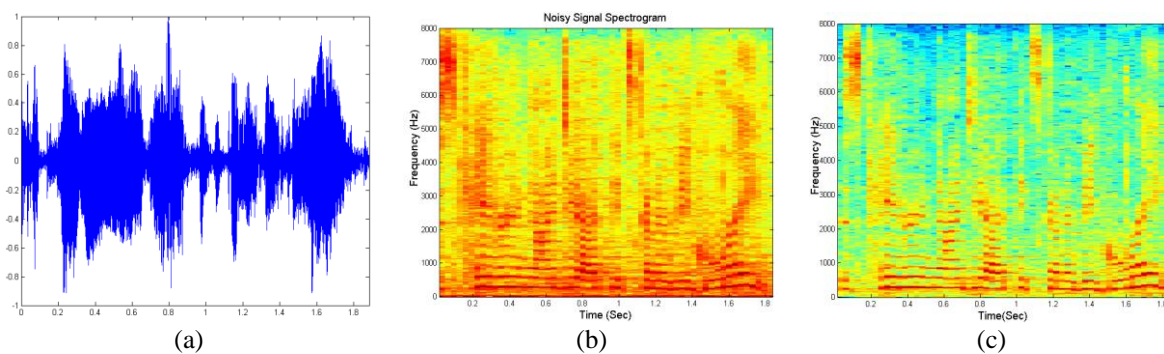 1
0.8
0.6
0.4
0.2
0
-0.2
-0.4
-0.6
-0.8
-1
0 0.2 0.4 0.6 0.8 1 1.2 1.4 1.6 1.8
(a)
Noisy Signal Spectrogram
8000
7000
6000
5000
4000
3000
2000
1000
0
Frequency (Hz)
0.2 0.4 0.6 0.8 1 1.2 1.4 1.6 1.8
Time (Sec)
(b)
8000
7000
6000
5000
4000
3000
2000
1000
0
Frequency (Hz)
0.2 0.4 0.6 0.8 1 1.2 1.4 1.6 1.8
Time(Sec)
(c)